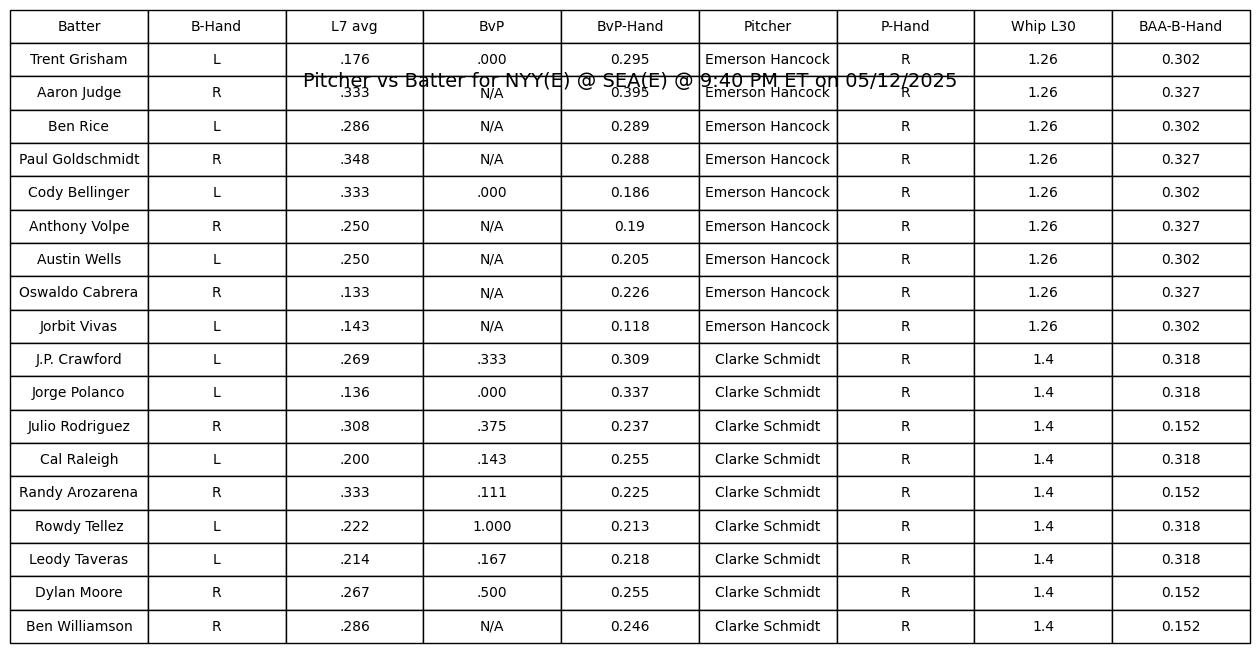 Batter B-Hand L7 avg BvP BvP-Hand Pitcher P-Hand Whip L30 BAA-B-Hand
Trent Grisham L .176 .000 0.295 Emerson Hancock R 1.26 0.302
Pitcher vs Batter for NYY(E) @ SEA(E) @ 9:40 PM ET on 05/12/2025
Aaron Judge R .333 N/A 0.395 Emerson Hancock R 1.26 0.327
Ben Rice L .286 N/A 0.289 Emerson Hancock R 1.26 0.302
Paul Goldschmidt R .348 N/A 0.288 Emerson Hancock R 1.26 0.327
Cody Bellinger L .333 .000 0.186 Emerson Hancock R 1.26 0.302
Anthony Volpe R .250 N/A 0.19 Emerson Hancock R 1.26 0.327
Austin Wells L .250 N/A 0.205 Emerson Hancock R 1.26 0.302
Oswaldo Cabrera R .133 N/A 0.226 Emerson Hancock R 1.26 0.327
Jorbit Vivas L .143 N/A 0.118 Emerson Hancock R 1.26 0.302
J.P. Crawford L .269 .333 0.309 Clarke Schmidt R 1.4 0.318
Jorge Polanco L .136 .000 0.337 Clarke Schmidt R 1.4 0.318
Julio Rodriguez R .308 .375 0.237 Clarke Schmidt R 1.4 0.152
Cal Raleigh L .200 .143 0.255 Clarke Schmidt R 1.4 0.318
Randy Arozarena R .333 .111 0.225 Clarke Schmidt R 1.4 0.152
Rowdy Tellez L .222 1.000 0.213 Clarke Schmidt R 1.4 0.318
Leody Taveras L .214 .167 0.218 Clarke Schmidt R 1.4 0.318
Dylan Moore R .267 .500 0.255 Clarke Schmidt R 1.4 0.152
Ben Williamson R .286 N/A 0.246 Clarke Schmidt R 1.4 0.152